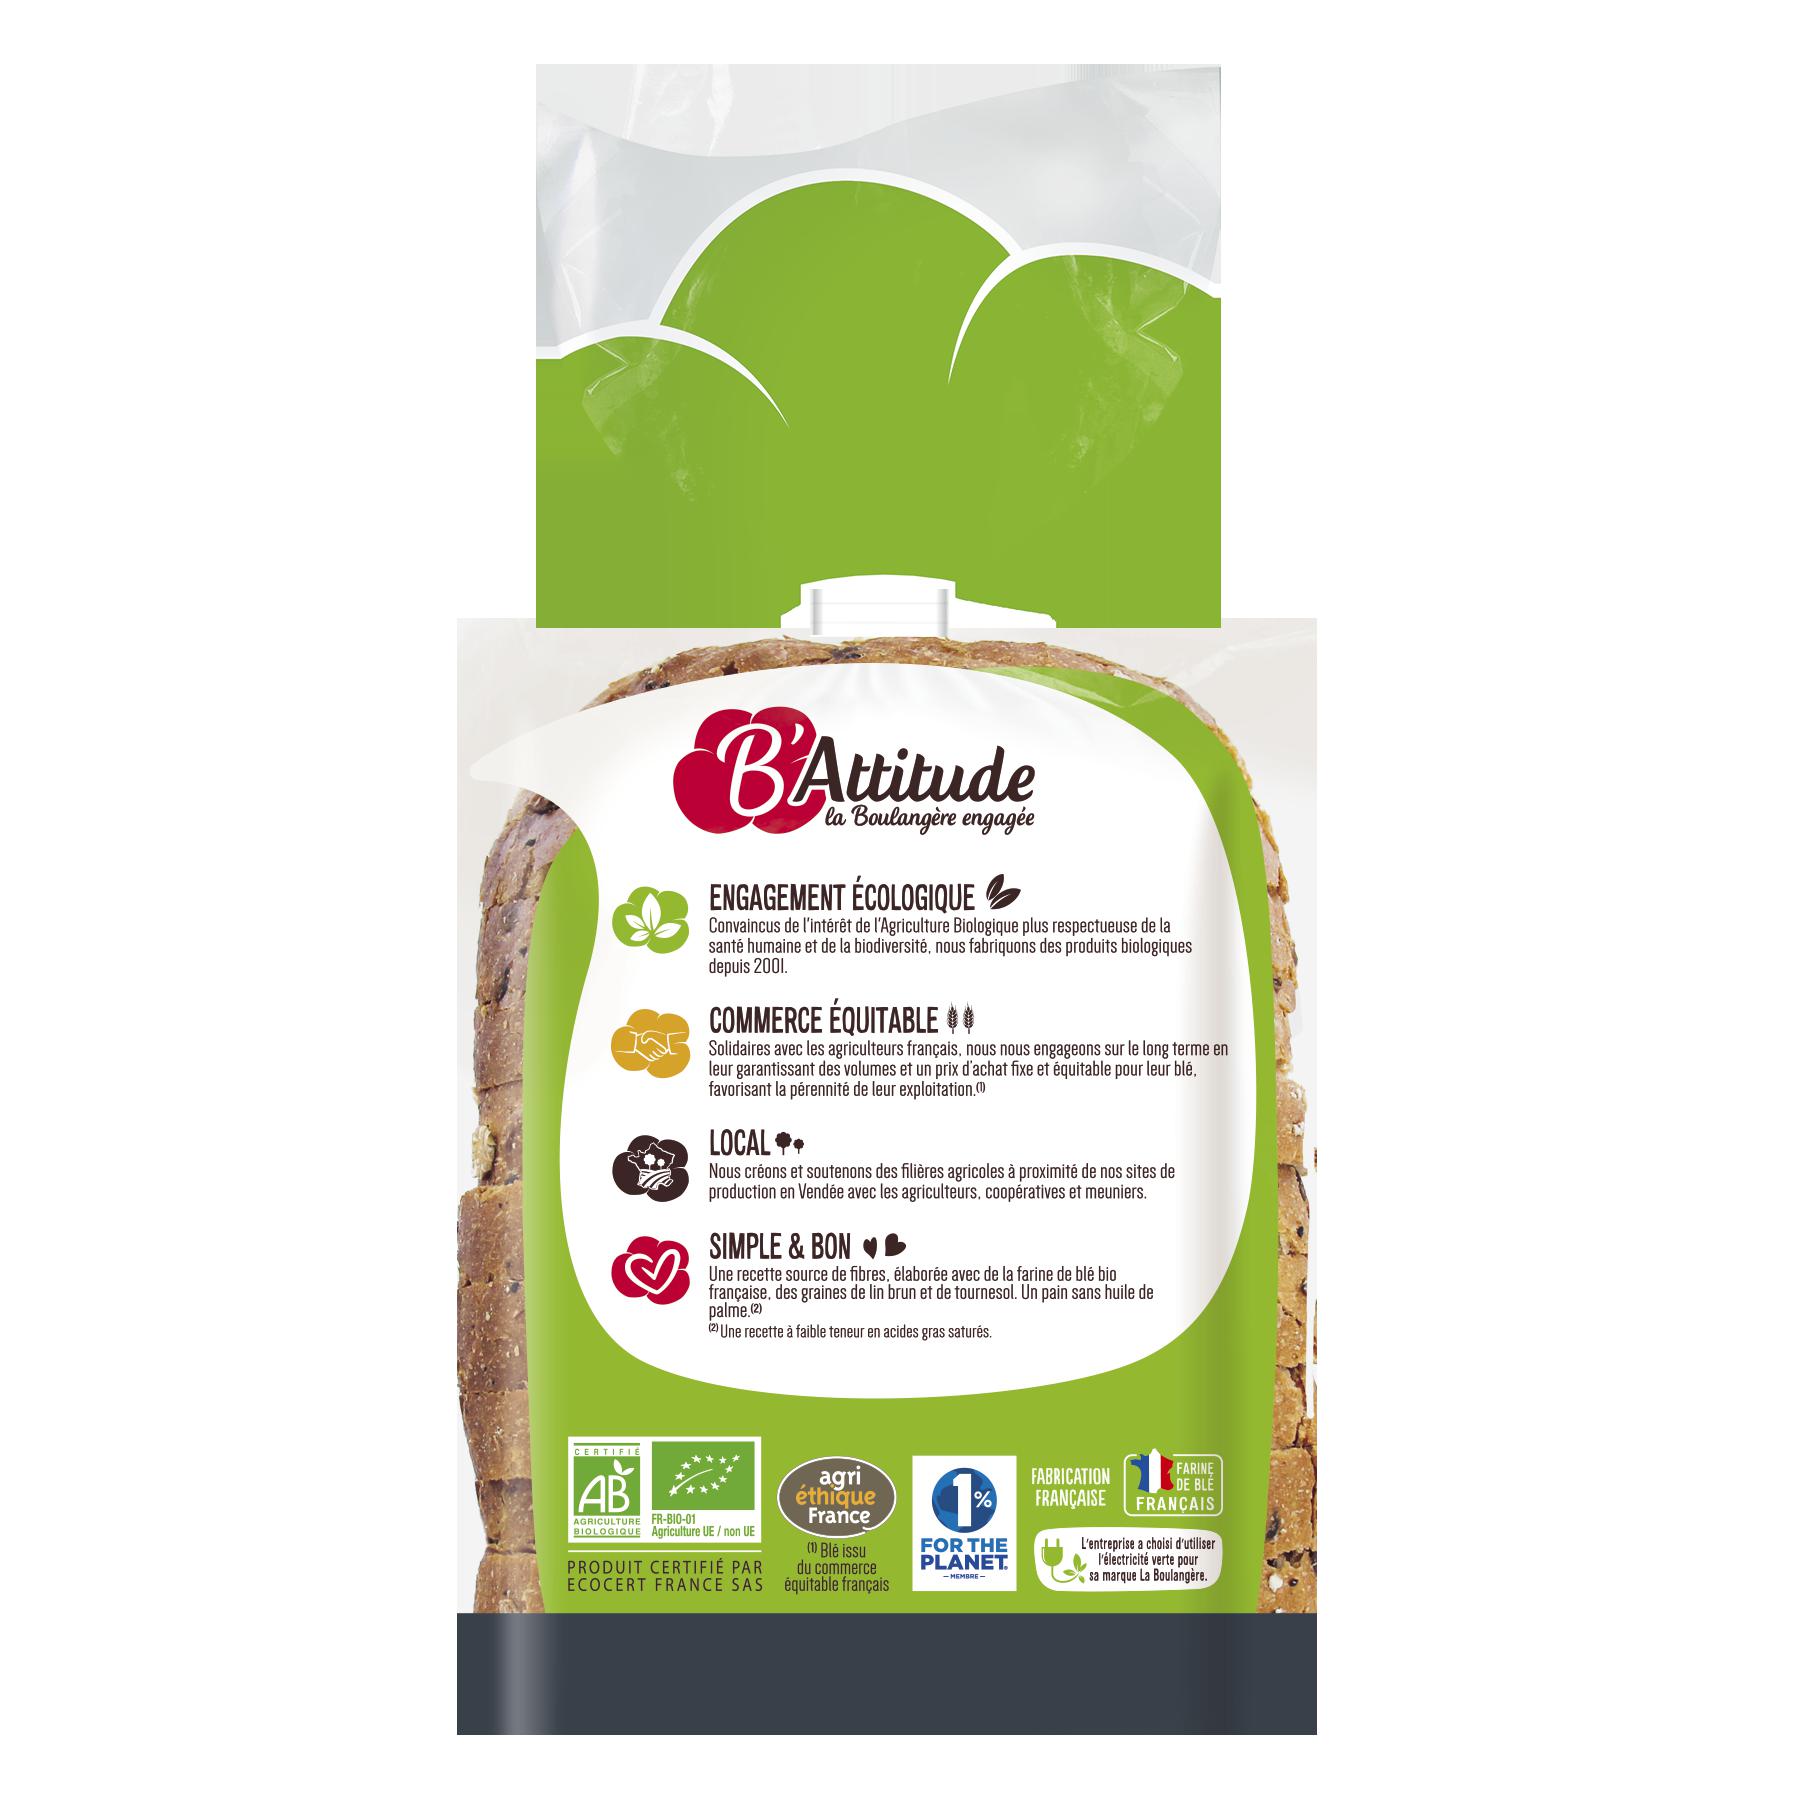 B'Attitude
la Boulangère engagée
ENGAGEMENT ÉCOLOGIQUE
Convaincus de l'intérêt de l'Agriculture Biologique plus respectueuse de la
santé humaine et de la biodiversité, nous fabriquons des produits biologiques
depuis 2001.
COMMERCE ÉQUITABLE
Solidaires avec les agriculteurs français, nous nous engageons sur le long terme en
leur garantissant des volumes et un prix d'achat fixe et équitable pour leur blé,
favorisant la pérennité de leur exploitation.(1)
LOCAL
Nous créons et soutenons des filières agricoles à proximité de nos sites de
production en Vendée avec les agriculteurs, coopératives et meuniers.
SIMPLE & BON
Une recette source de fibres, élaborée avec de la farine de blé bio
française, des graines de lin brun et de tournesol. Un pain sans huile de
palme.(2)
(2) Une recette à faible teneur en acides gras saturés.
CERTIFIÉ
AB
AGRICULTURE
BIOLOGIQUE
FR-BIO-01
Agriculture UE / non UE
PRODUIT CERTIFIÉ PAR
ECOCERT FRANCE SAS
agri
éthique
France
(1) Blé issu
du commerce
équitable français
1%
FOR THE
PLANET.
- MEMBRE -
FABRICATION
FRANÇAISE
FARINE
DE BLÉ
FRANÇAIS
L'entreprise a choisi d'utiliser
l'électricité verte pour
sa marque La Boulangère.